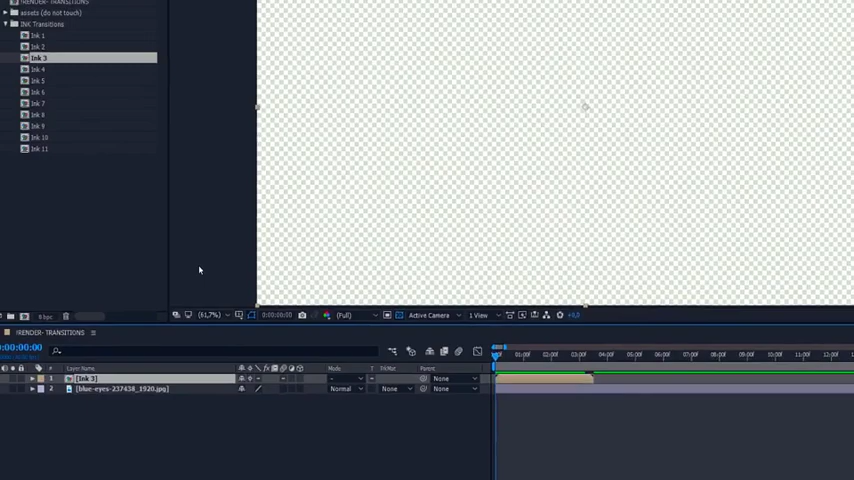 !RENDER- TRANSITIONS
assets (do not touch)
INK Transitions
Ink 1
Ink 2
Ink 3
Ink 4
Ink 5
Ink 6
Ink 7
Ink 8
Ink 9
Ink 10
Ink 11
8 bpc
(61,7%)
0:00:00:00
(Full)
Active Camera
1 View
+0,0
!RENDER- TRANSITIONS
0:00:00:00
# Layer Name
Mode
T TrkMat
Parent
01:00f 02:00f 03:00f 04:00f 05:00f 06:00f 07:00f 08:00f 09:00f 10:00f 11:00f 12:0
1 [Ink 3]
-
None
2 [blue-eyes-237438_1920.jpg]
Normal
None
None